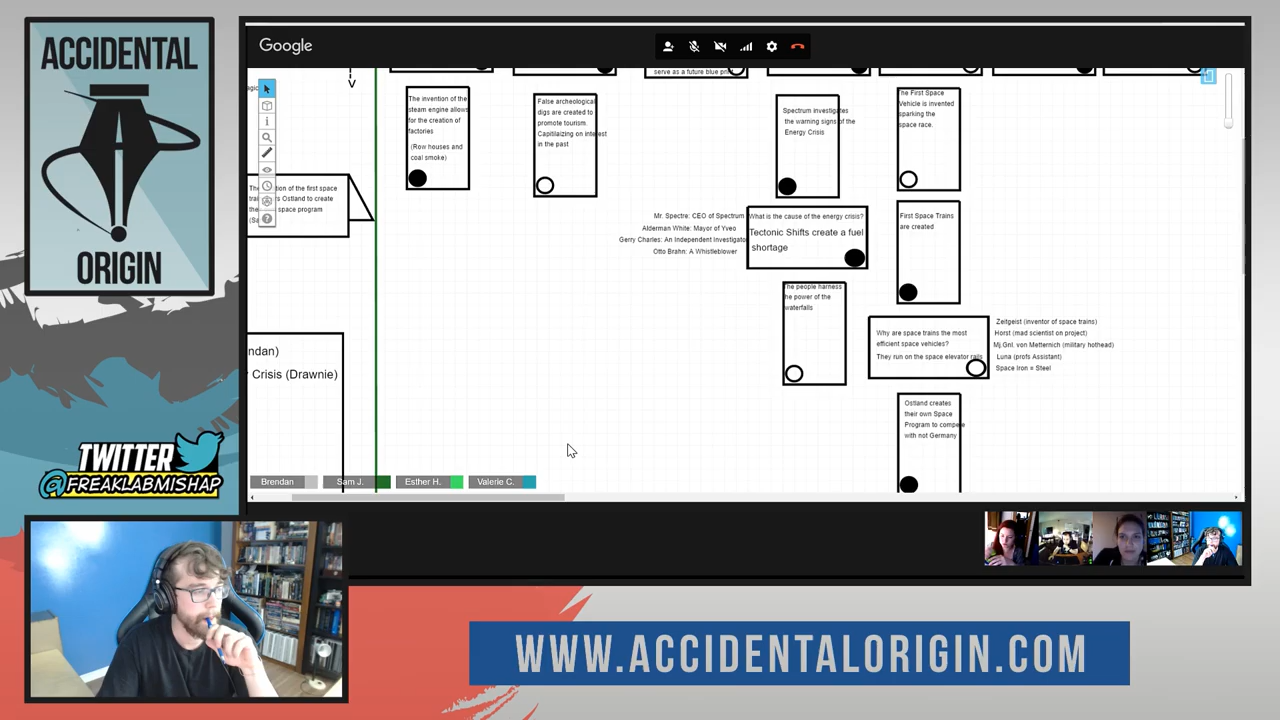 ACCIDENTAL
ORIGIN
TWITTER
@FREAKLABMISHAP
Google
serve as a future blue
The invention of the
steam engine allows
for the creation of
factories
(Row houses and
coal smoke)
False archeological
digs are created to
promote tourism.
Capitilaizing on interest
in the past
Spectrum investigates
the warning signs of the
Energy Crisis
The First Space
Vehicle is invented
sparking the
space race.
of the first space
Ostland to create
space program
Mr. Spectre: CEO of Spectrum
Alderman White: Mayor of Yveo
Gerry Charles: An Independent Investigator
Otto Brahn: A Whistleblower
What is the cause of the energy crisis?
Tectonic Shifts create a fuel
shortage
First Space Trains
are created
The people harness
he power of the
waterfalls
Why are space trains the most
efficient space vehicles?
They run on the space elevator rails
Zeitgeist (inventor of space trains)
Horst (mad scientist on project)
Mj.Gnl. von Metternich (military hothead)
Luna (profs Assistant)
Space Iron = Steel
ndan)
Crisis (Drawnie)
Ostland creates
their own Space
Program to compete
with not Germany
Brendan
Sam J.
Esther H.
Valerie C.
WWW.ACCIDENTALORIGIN.COM